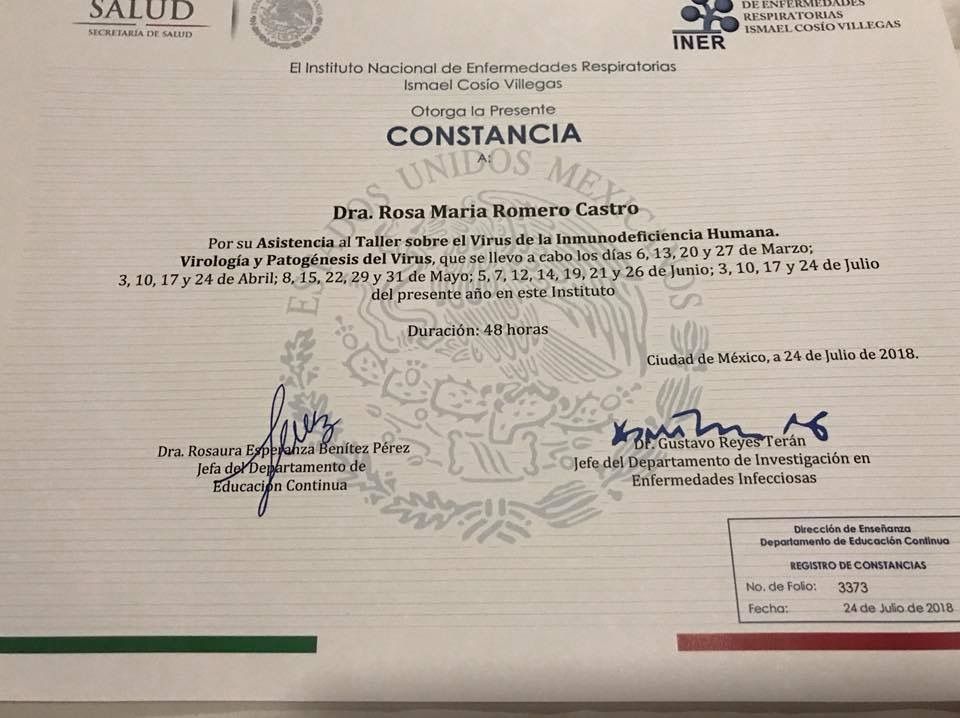 SALUD
SECRETARÍA DE SALUD
DE ENFERMEDADES
RESPIRATORIAS
ISMAEL COSÍO VILLEGAS
INER
El Instituto Nacional de Enfermedades Respiratorias
Ismael Cosío Villegas
Otorga la Presente
CONSTANCIA
A:
ESTADOS UNIDOS MEXICANOS
Dra. Rosa Maria Romero Castro
Por su Asistencia al Taller sobre el Virus de la Inmunodeficiencia Humana.
Virología y Patogénesis del Virus, que se llevo a cabo los días 6, 13, 20 y 27 de Marzo;
3, 10, 17 y 24 de Abril; 8, 15, 22, 29 y 31 de Mayo; 5, 7, 12, 14, 19, 21 y 26 de Junio; 3, 10, 17 y 24 de Julio
del presente año en este Instituto
Duración: 48 horas
Ciudad de México, a 24 de Julio de 2018.
Dra. Rosaura Esperanza Benítez Pérez
Jefa del Departamento de
Educación Continua
Dr. Gustavo Reyes Terán
Jefe del Departamento de Investigación en
Enfermedades Infecciosas
Dirección de Enseñanza
Departamento de Educación Continua
REGISTRO DE CONSTANCIAS
No. de Folio: 3373
Fecha: 24 de Julio de 2018